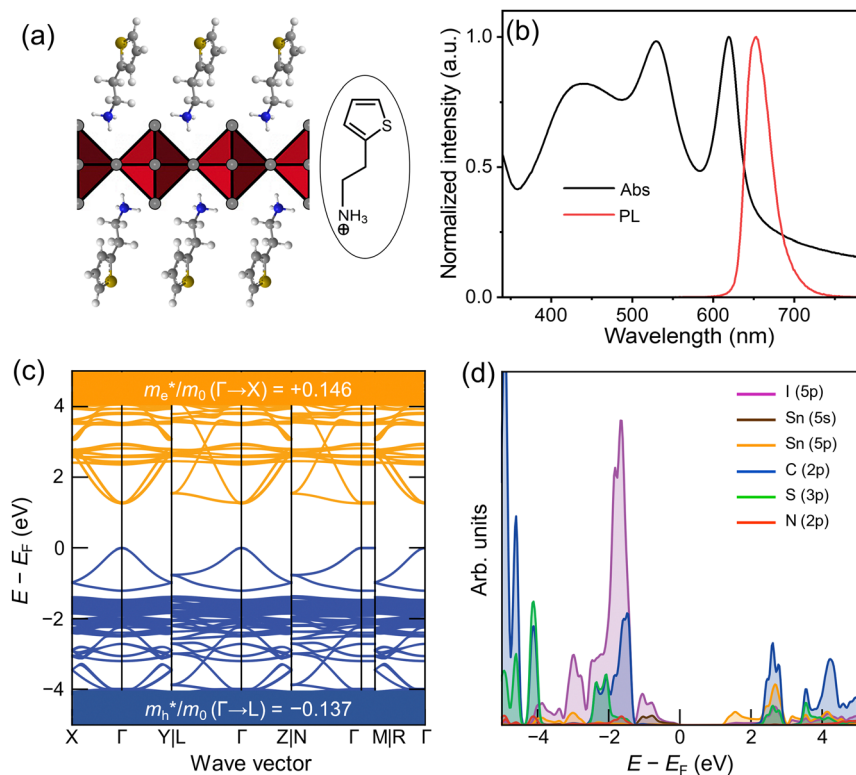 (a)
S
NH₃
⊕
(b)
Normalized intensity (a.u.)
1.0
0.5
0.0
Abs
PL
400 500 600 700
Wavelength (nm)
(c)
mₑ*/m₀ (Γ→X) = +0.146
E − E_F (eV)
4
2
0
−2
−4
mₕ*/m₀ (Γ→L) = −0.137
X Γ Y|L Γ Z|N Γ M|R Γ
Wave vector
(d)
Arb. units
I (5p)
Sn (5s)
Sn (5p)
C (2p)
S (3p)
N (2p)
−4 −2 0 2 4
E − E_F (eV)